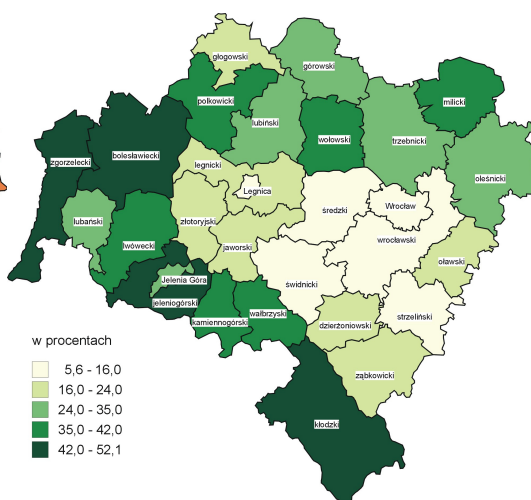 głogowski
górowski
polkowicki
milicki
lubiński
wołowski
trzebnicki
zgorzelecki
bolesławiecki
legnicki
oleśnicki
Legnica
lubański
złotoryjski
średzki
Wrocław
lwówecki
jaworski
wrocławski
oławski
Jelenia Góra
świdnicki
jeleniogórski
kamiennogórski
wałbrzyski
dzierżoniowski
strzeliński
w procentach
5,6 - 16,0
16,0 - 24,0
24,0 - 35,0
35,0 - 42,0
42,0 - 52,1
ząbkowicki
kłodzki